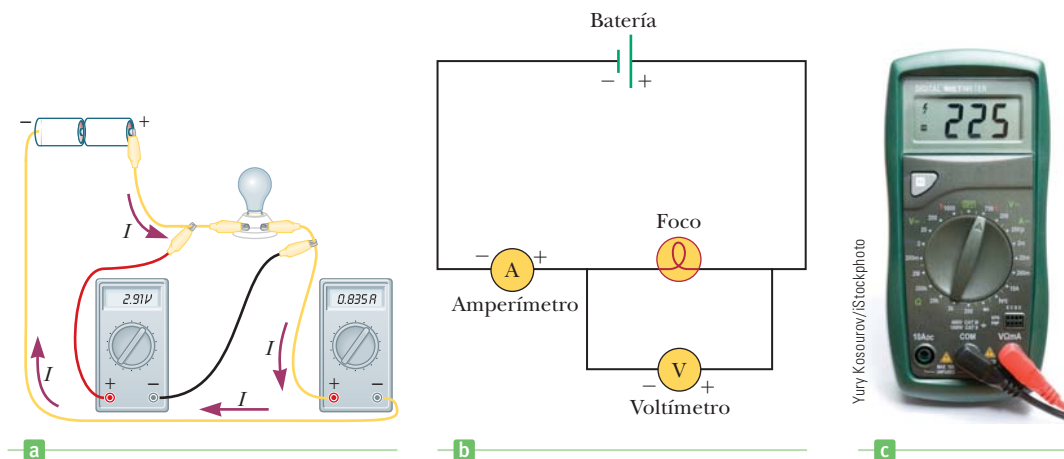 −
+
I
2.91V
0.835A
I
I
I
+
−
+
−
a
Batería
−
+
Foco
−
A
+
Amperímetro
−
V
+
Voltímetro
b
Yury Kosourov/iStockphoto
DIGITAL MULTIMETER
225
10A
COM
VΩmA
c